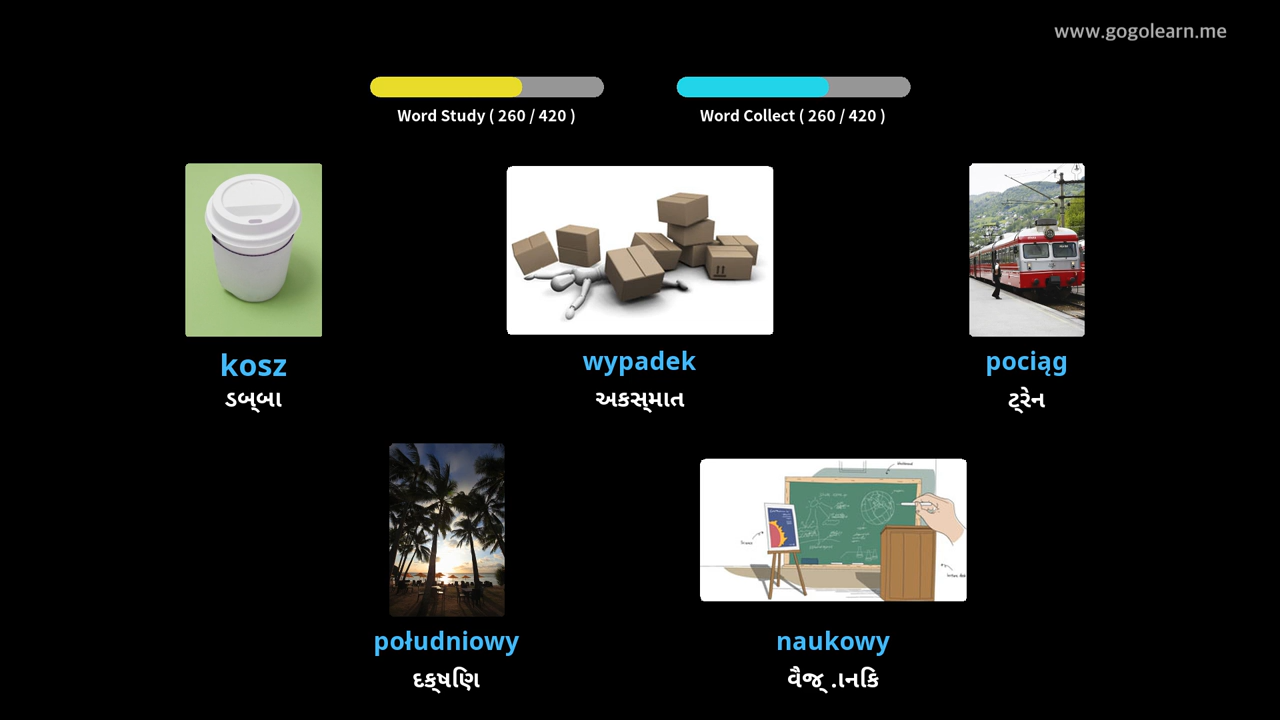 www.gogolearn.me
Word Study ( 260 / 420 )
Word Collect ( 260 / 420 )
kosz
ડબ્બા
wypadek
અકસ્માત
pociąg
ટ્રેન
południowy
દક્ષિણ
naukowy
વૈજ્ .ાનિક